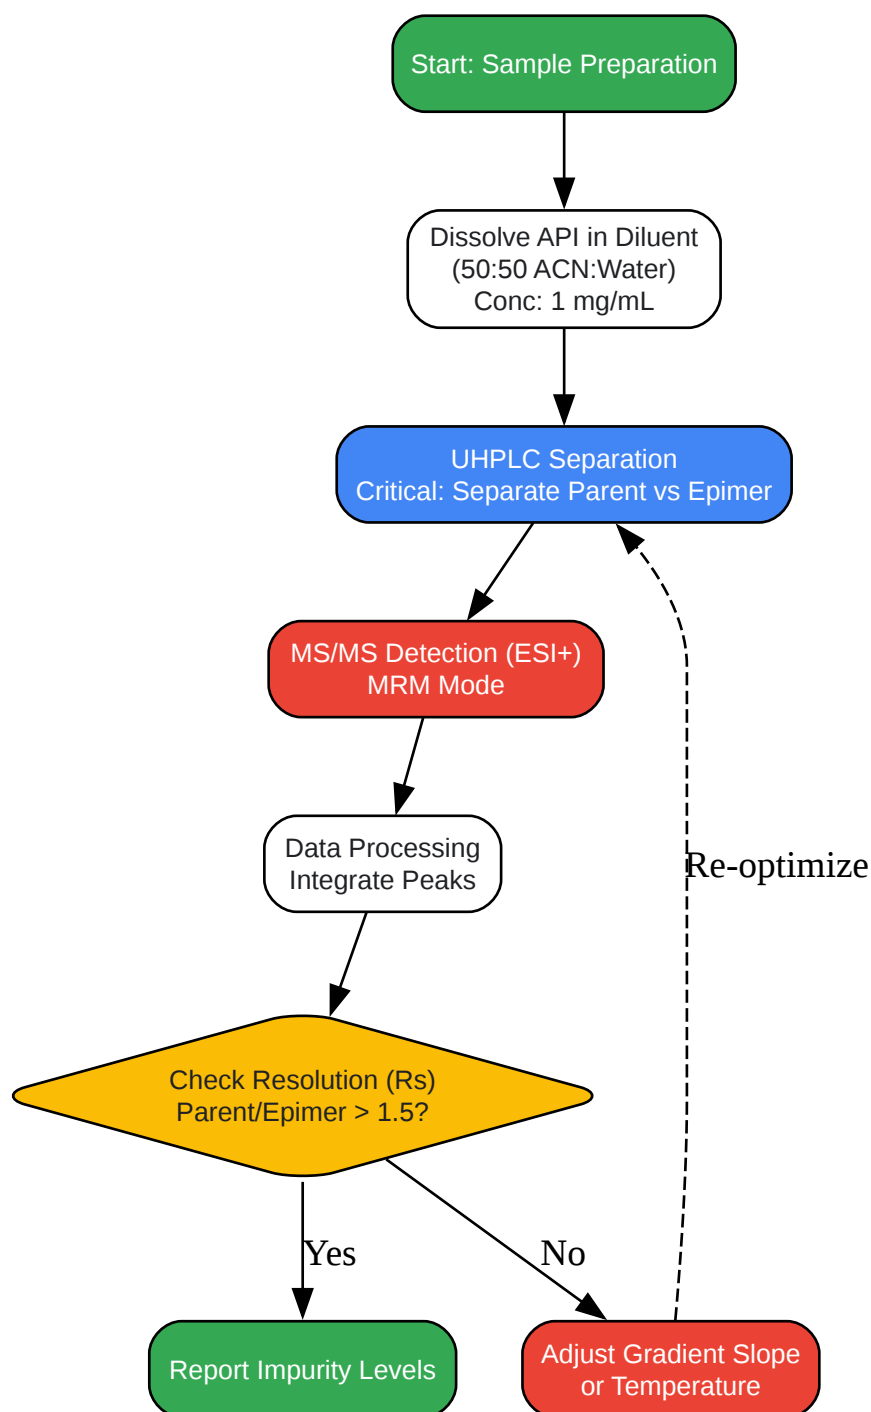 Start: Sample Preparation
Dissolve API in Diluent
(50:50 ACN:Water)
Conc: 1 mg/mL
UHPLC Separation
Critical: Separate Parent vs Epimer
MS/MS Detection (ESI+)
MRM Mode
Data Processing
Integrate Peaks
Re-optimize
Check Resolution (Rs)
Parent/Epimer > 1.5?
Yes
No
Report Impurity Levels
Adjust Gradient Slope
or Temperature